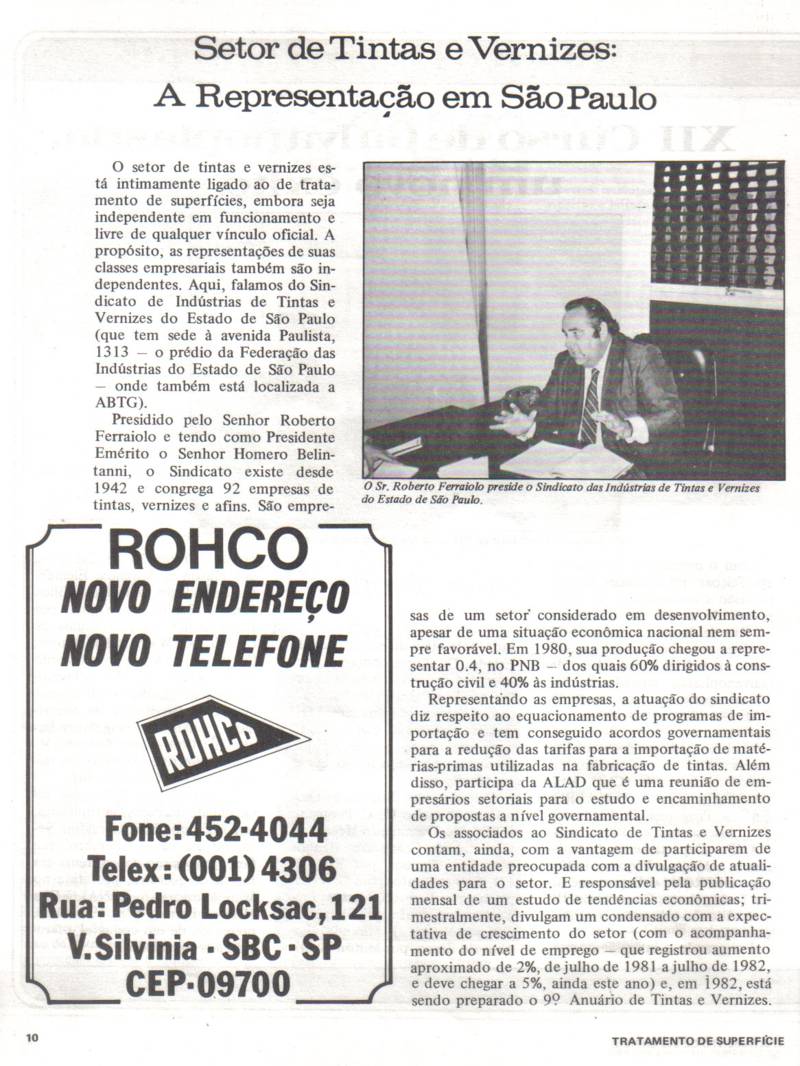 Setor de Tintas e Vernizes:
A Representação em São Paulo
O setor de tintas e vernizes es-
tá intimamente ligado ao de trata-
mento de superfícies, embora seja
independente em funcionamento e
livre de qualquer vínculo oficial. A
propósito, as representações de suas
classes empresariais também são in-
dependentes. Aqui, falamos do Sin-
dicato de Indústrias de Tintas e
Vernizes do Estado de São Paulo
(que tem sede à avenida Paulista,
1313 — o prédio da Federação das
Indústrias do Estado de São Paulo
— onde também está localizada a
ABTG).
Presidido pelo Senhor Roberto
Ferraiolo e tendo como Presidente
Emérito o Senhor Homero Belin-
tanni, o Sindicato existe desde
1942 e congrega 92 empresas de
tintas, vernizes e afins. São empre-
O Sr. Roberto Ferraiolo preside o Sindicato das Indústrias de Tintas e Vernizes
do Estado de São Paulo.
sas de um setor considerado em desenvolvimento,
apesar de uma situação econômica nacional nem sem-
pre favorável. Em 1980, sua produção chegou a repre-
sentar 0.4, no PNB — dos quais 60% dirigidos à cons-
trução civil e 40% às indústrias.
Representando as empresas, a atuação do sindicato
diz respeito ao equacionamento de programas de im-
portação e tem conseguido acordos governamentais
para a redução das tarifas para a importação de maté-
rias-primas utilizadas na fabricação de tintas. Além
disso, participa da ALAD que é uma reunião de em-
presários setoriais para o estudo e encaminhamento
de propostas a nível governamental.
Os associados ao Sindicato de Tintas e Vernizes
contam, ainda, com a vantagem de participarem de
uma entidade preocupada com a divulgação de atuali-
dades para o setor. E responsável pela publicação
mensal de um estudo de tendências econômicas; tri-
mestralmente, divulgam um condensado com a expec-
tativa de crescimento do setor (com o acompanha-
mento do nível de emprego — que registrou aumento
aproximado de 2%, de julho de 1981 a julho de 1982,
e deve chegar a 5%, ainda este ano) e, em 1982, está
sendo preparado o 9º Anuário de Tintas e Vernizes.
ROHCO
NOVO ENDEREÇO
NOVO TELEFONE
ROHCO
Fone: 452-4044
Telex: (001) 4306
Rua: Pedro Locksac, 121
V. Silvinia · SBC · SP
CEP-09700
10
TRATAMENTO DE SUPERFÍCIE